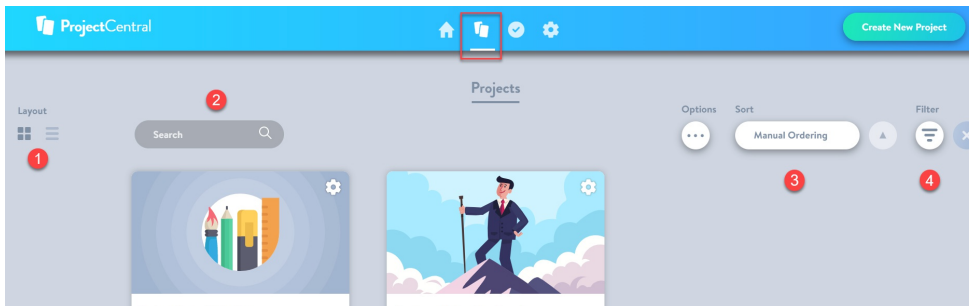 ProjectCentral
Create New Project
Projects
Layout
2
Options
Sort
Filter
Search
Manual Ordering
1
3
4